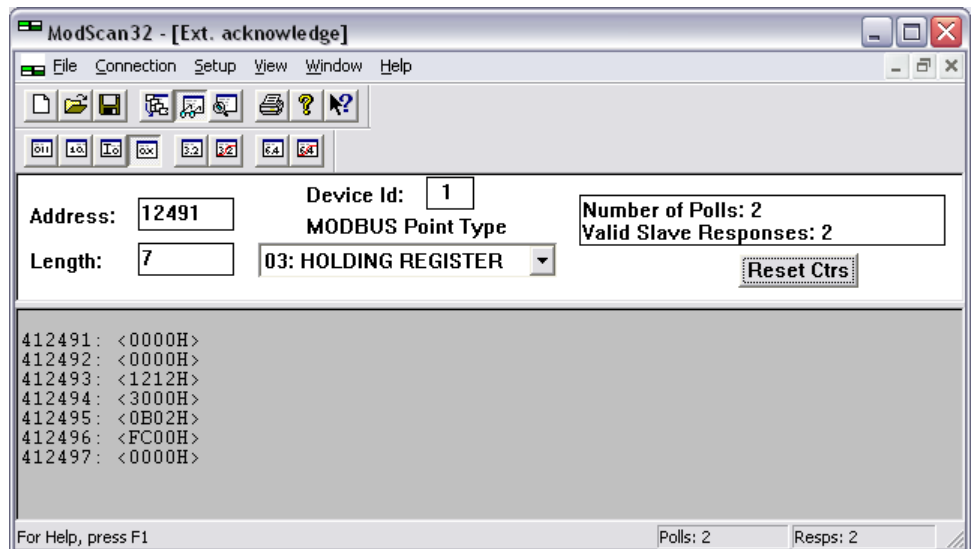 ModScan32 - [Ext. acknowledge]
File Connection Setup View Window Help
Address: 12491
Device Id: 1
MODBUS Point Type
Length: 7
03: HOLDING REGISTER
Number of Polls: 2
Valid Slave Responses: 2
Reset Ctrs
412491: <0000H>
412492: <0000H>
412493: <1212H>
412494: <3000H>
412495: <0B02H>
412496: <FC00H>
412497: <0000H>
For Help, press F1
Polls: 2
Resps: 2